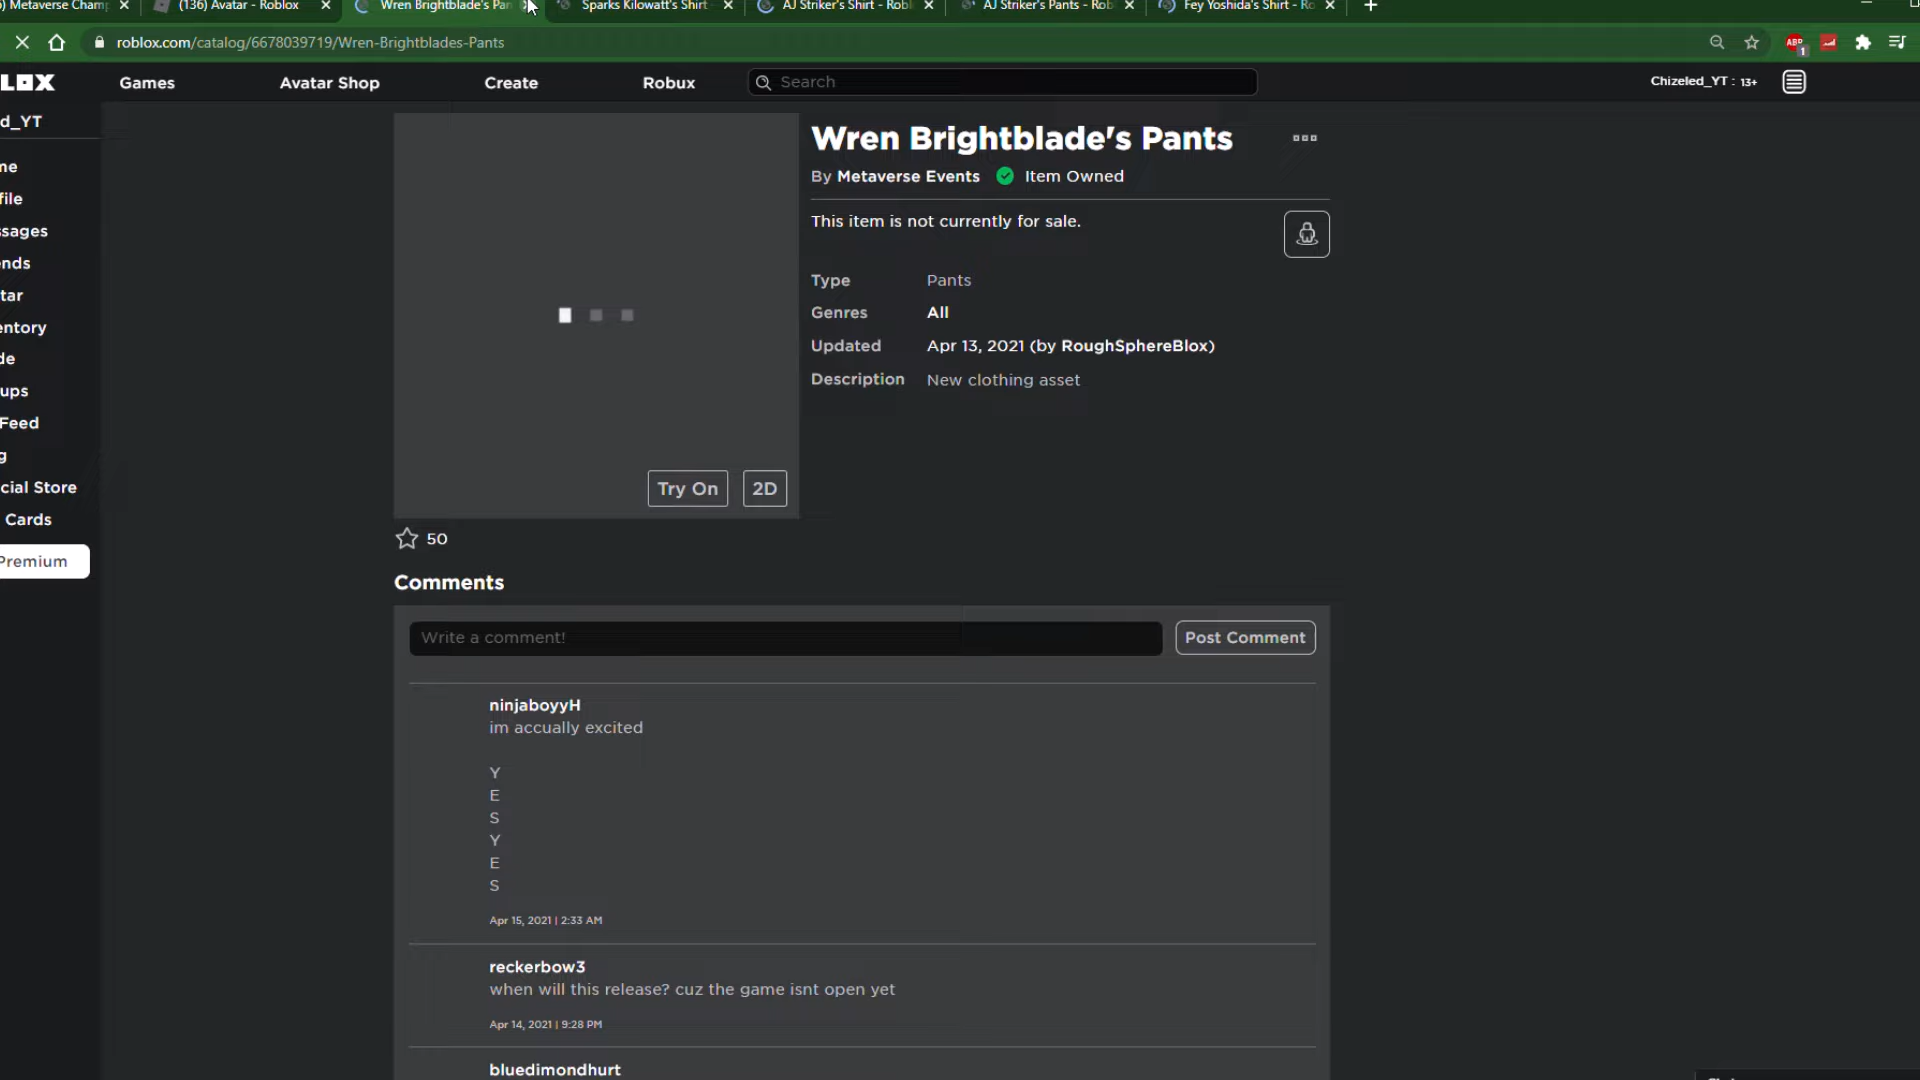 ) Metaverse Champ
(136) Avatar - Roblox
Wren Brightblade's Pan
Sparks Kilowatt's Shirt
AJ Striker's Shirt - Robl
AJ Striker's Pants - Rob
Fey Yoshida's Shirt - Ro
roblox.com/catalog/6678039719/Wren-Brightblades-Pants
ABP
1
LOX
Games
Avatar Shop
Create
Robux
Search
Chizeled_YT : 13+
d_YT
me
file
ssages
ends
tar
entory
de
ups
Feed
g
cial Store
Cards
Premium
Wren Brightblade's Pants
By Metaverse Events Item Owned
This item is not currently for sale.
Type Pants
Genres All
Updated Apr 13, 2021 (by RoughSphereBlox)
Description New clothing asset
Try On
2D
50
Comments
Write a comment!
Post Comment
ninjaboyyH
im accually excited
Y
E
S
Y
E
S
Apr 15, 2021 | 2:33 AM
reckerbow3
when will this release? cuz the game isnt open yet
Apr 14, 2021 | 9:28 PM
bluedimondhurt